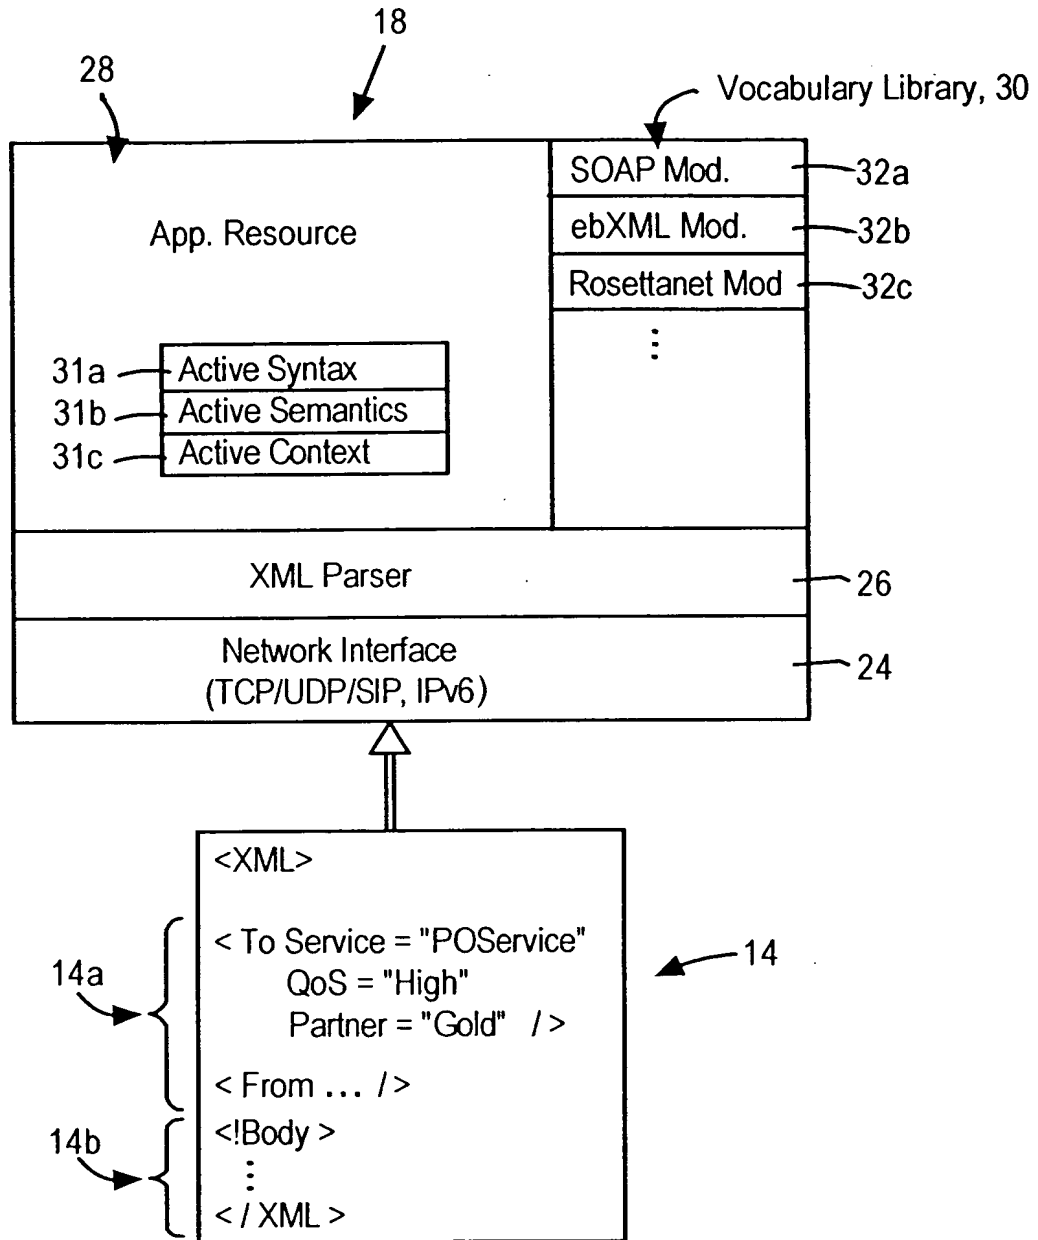 18
28
Vocabulary Library, 30
SOAP Mod.
32a
App. Resource
ebXML Mod.
32b
Rosettanet Mod
32c
⋮
31a
Active Syntax
31b
Active Semantics
31c
Active Context
XML Parser
26
Network Interface
24
(TCP/UDP/SIP, IPv6)
<XML>
< To Service = "POService"
14
14a
QoS = "High"
Partner = "Gold" / >
< From ... / >
<!Body >
14b
⋮
< / XML >